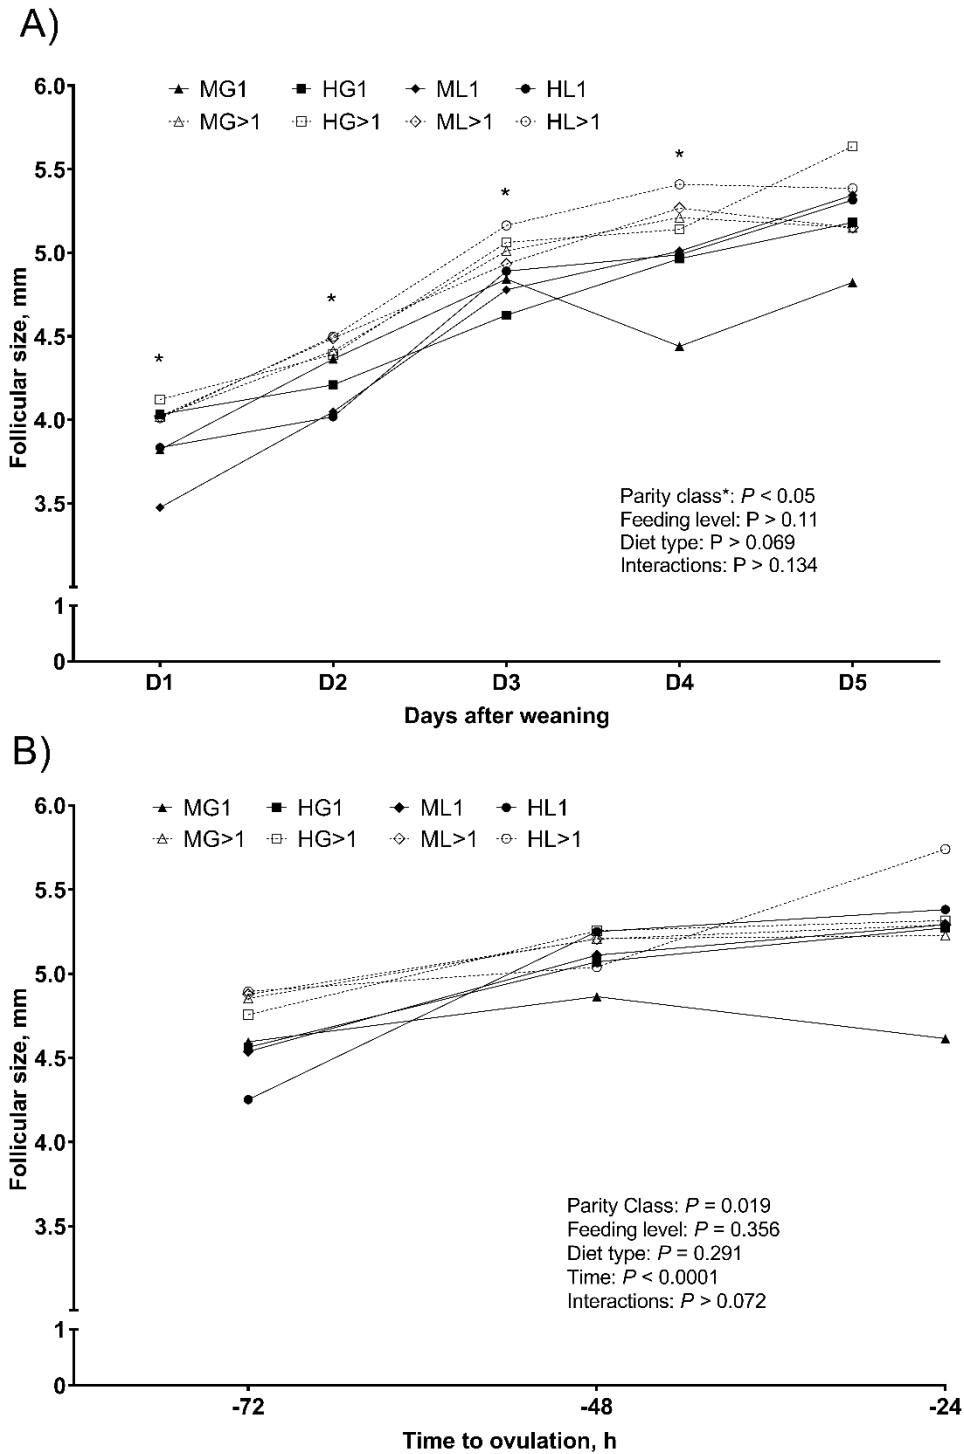 A)
MG1 HG1 ML1 HL1
MG>1 HG>1 ML>1 HL>1
6.0
5.5
5.0
4.5
4.0
3.5
1
0
Follicular size, mm
* * * *
Parity class*: P < 0.05
Feeding level: P > 0.11
Diet type: P > 0.069
Interactions: P > 0.134
D1 D2 D3 D4 D5
Days after weaning
B)
MG1 HG1 ML1 HL1
MG>1 HG>1 ML>1 HL>1
6.0
5.5
5.0
4.5
4.0
3.5
1
0
Follicular size, mm
Parity Class: P = 0.019
Feeding level: P = 0.356
Diet type: P = 0.291
Time: P < 0.0001
Interactions: P > 0.072
-72 -48 -24
Time to ovulation, h